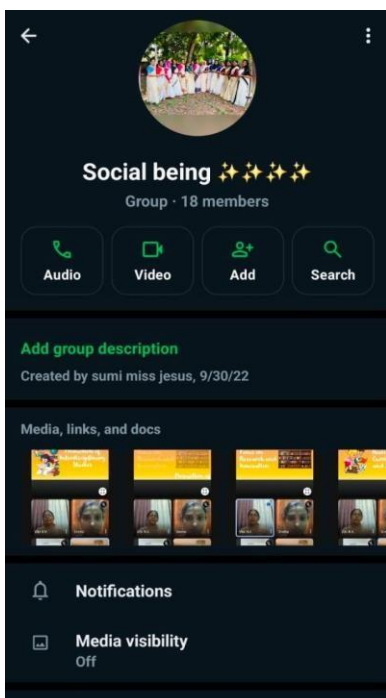 Social being ✨✨✨✨
Group · 18 members
Audio Video Add Search
Add group description
Created by sumi miss jesus, 9/30/22
Media, links, and docs
Notifications
Media visibility
Off